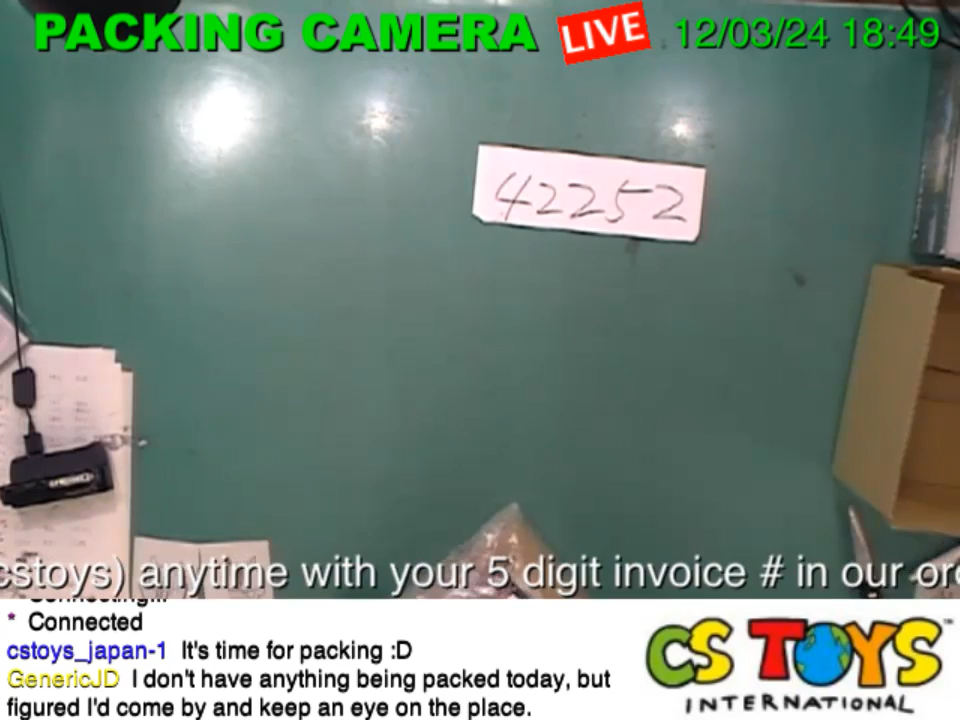 PACKING CAMERA LIVE 12/03/24 18:49
42252
cstoys) anytime with your 5 digit invoice # in our or
* Connected
cstoys_japan-1 It's time for packing :D
GenericJD I don't have anything being packed today, but
figured I'd come by and keep an eye on the place.
CS TOYS™
INTERNATIONAL